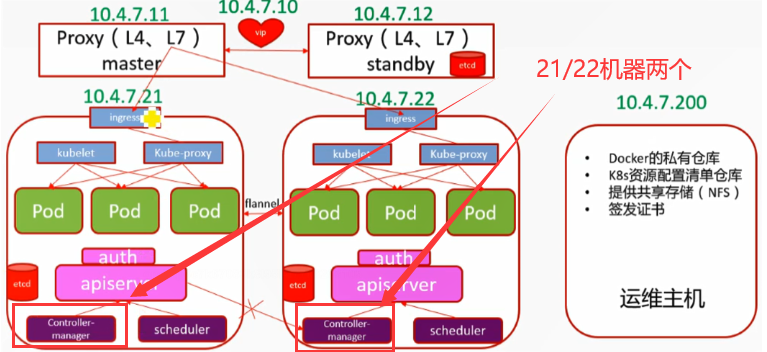 10.4.7.11
10.4.7.10
10.4.7.12
Proxy（L4、L7）
master
vip
Proxy（L4、L7）
standby
etcd
21/22机器两个
10.4.7.21
10.4.7.22
10.4.7.200
ingress
ingress
kubelet
Kube-proxy
kubelet
Kube-proxy
Pod
Pod
Pod
flannel
Pod
Pod
Pod
• Docker的私有仓库
• K8s资源配置清单仓库
• 提供共享存储（NFS）
• 签发证书
auth
apiserver
etcd
auth
apiserver
etcd
Controller-
manager
scheduler
Controller-
manager
scheduler
运维主机